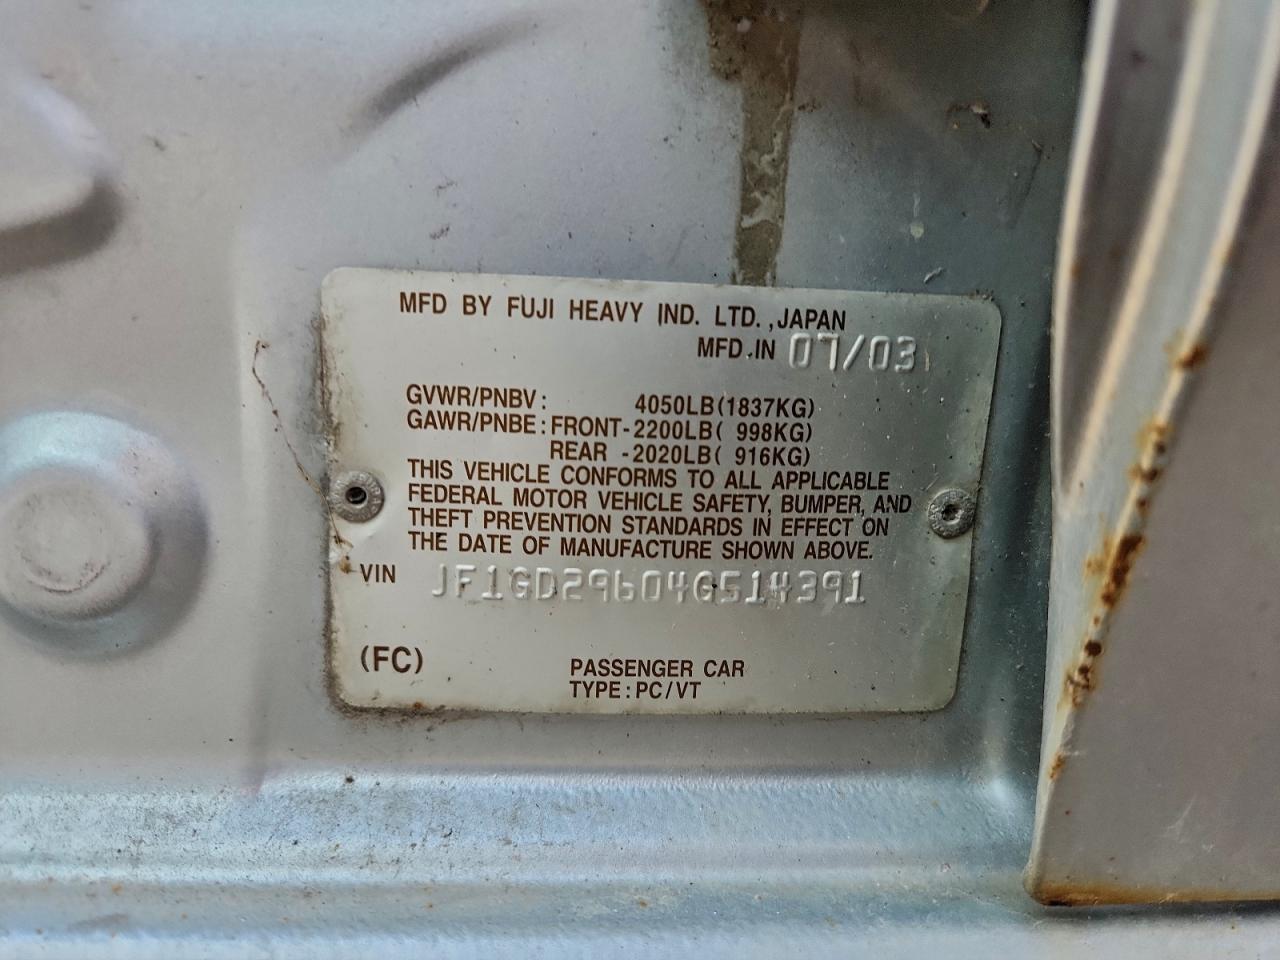 MFD BY FUJI HEAVY IND. LTD., JAPAN
MFD.IN 07/03
GVWR/PNBV: 4050LB(1837KG)
GAWR/PNBE: FRONT-2200LB( 998KG)
REAR -2020LB( 916KG)
THIS VEHICLE CONFORMS TO ALL APPLICABLE
FEDERAL MOTOR VEHICLE SAFETY, BUMPER, AND
THEFT PREVENTION STANDARDS IN EFFECT ON
THE DATE OF MANUFACTURE SHOWN ABOVE.
VIN JF1GD29604G514391
(FC) PASSENGER CAR
TYPE: PC/VT